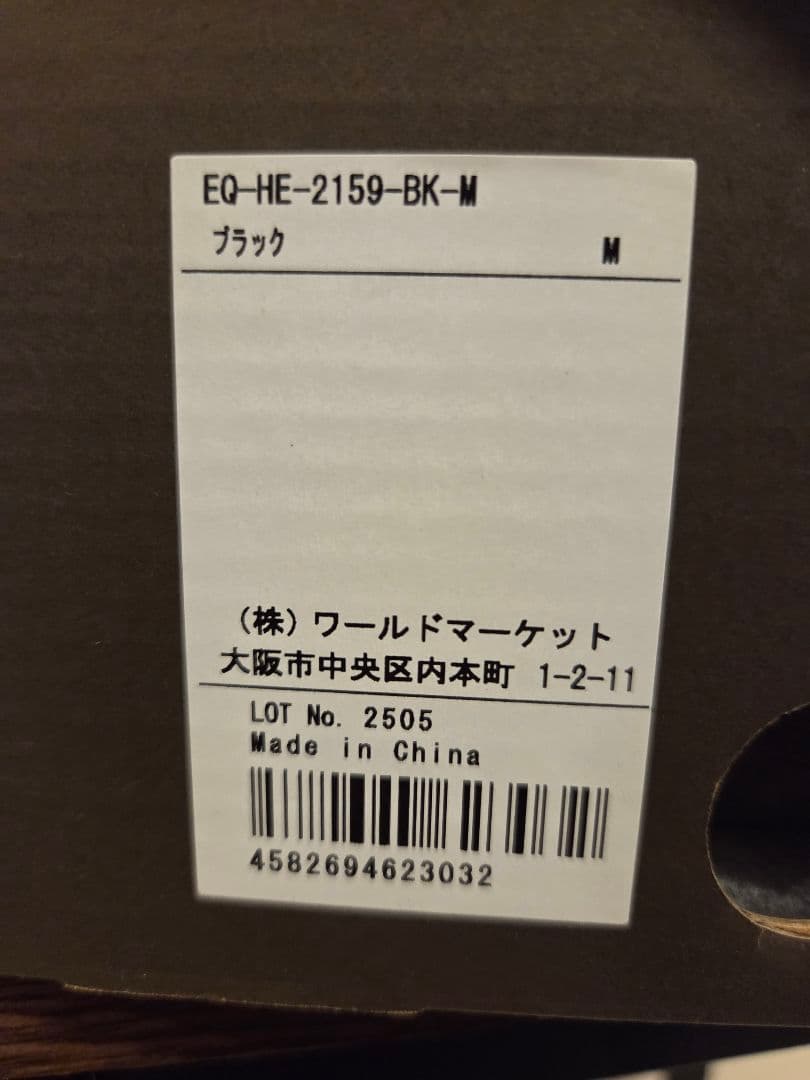 EQ-HE-2159-BK-M
ブラック M
（株）ワールドマーケット
大阪市中央区内本町 1-2-11
LOT No. 2505
Made in China
4582694623032